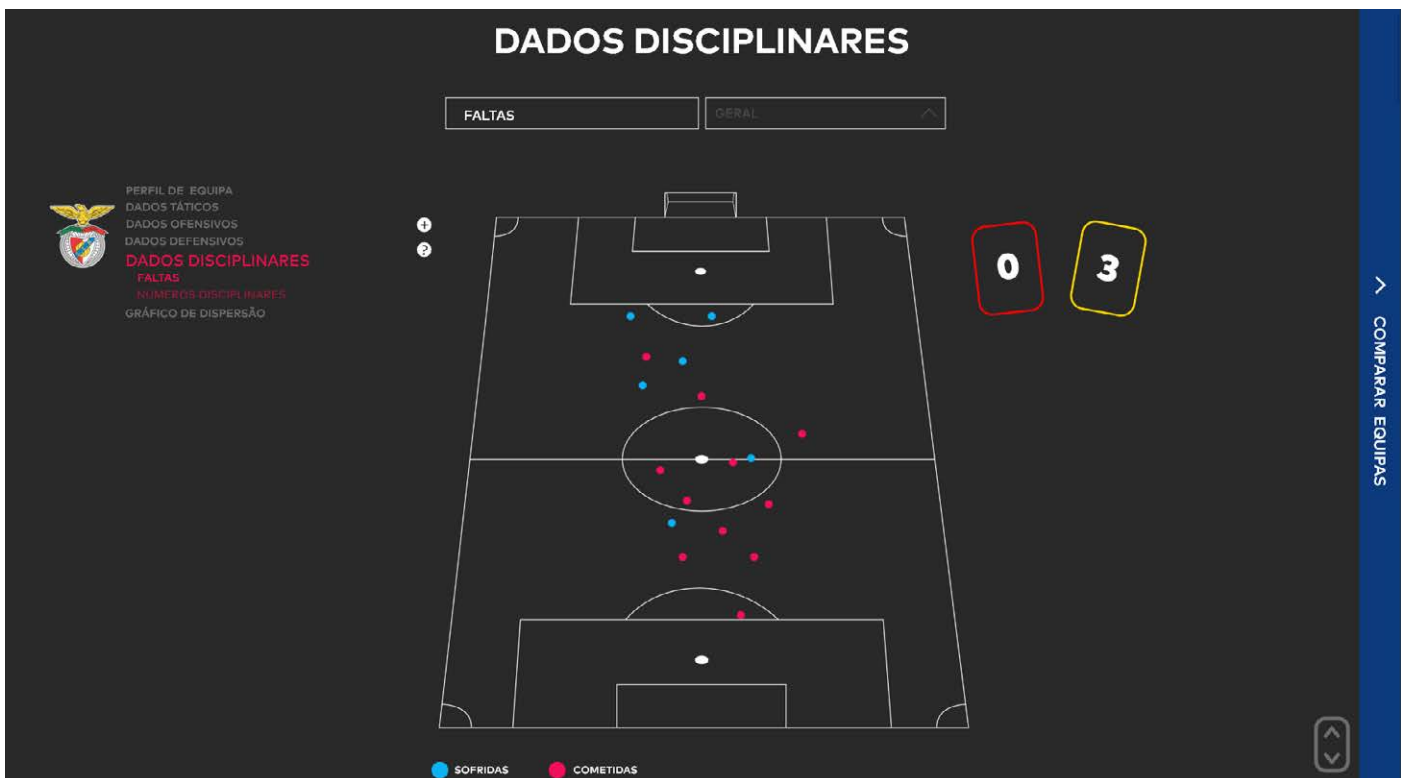 DADOS DISCIPLINARES
FALTAS
GERAL
PERFIL DE EQUIPA
DADOS TÁTICOS
DADOS OFENSIVOS
DADOS DEFENSIVOS
DADOS DISCIPLINARES
FALTAS
NÚMEROS DISCIPLINARES
GRÁFICO DE DISPERSÃO
+
?
0
3
COMPARAR EQUIPAS
SOFRIDAS
COMETIDAS